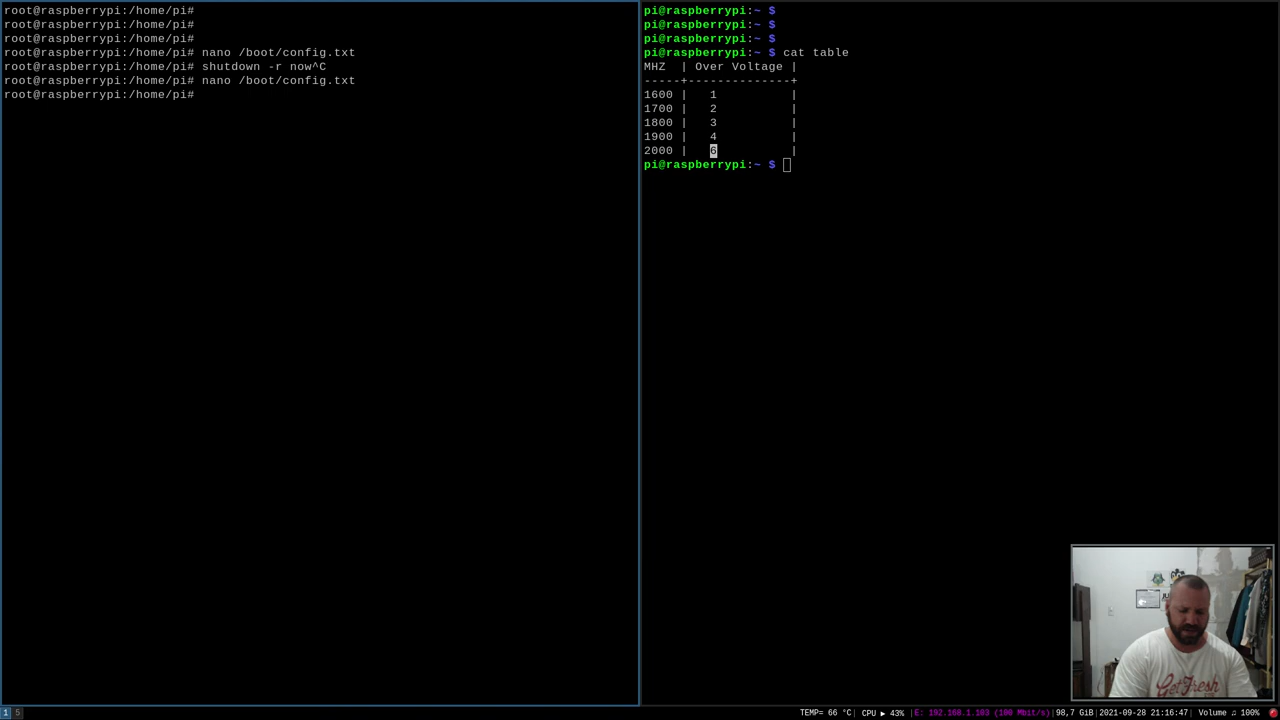 root@raspberrypi:/home/pi#
root@raspberrypi:/home/pi#
root@raspberrypi:/home/pi#
root@raspberrypi:/home/pi# nano /boot/config.txt
root@raspberrypi:/home/pi# shutdown -r now^C
root@raspberrypi:/home/pi# nano /boot/config.txt
root@raspberrypi:/home/pi#
pi@raspberrypi:~ $
pi@raspberrypi:~ $
pi@raspberrypi:~ $
pi@raspberrypi:~ $ cat table
MHZ | Over Voltage |
-----+--------------+
1600 | 1 |
1700 | 2 |
1800 | 3 |
1900 | 4 |
2000 | 6 |
pi@raspberrypi:~ $
Get Fresh
1 5 TEMP= 66 °C| CPU ▶ 43% |E: 192.168.1.103 (100 Mbit/s)|98,7 GiB|2021-09-28 21:16:47| Volume ♫ 100%